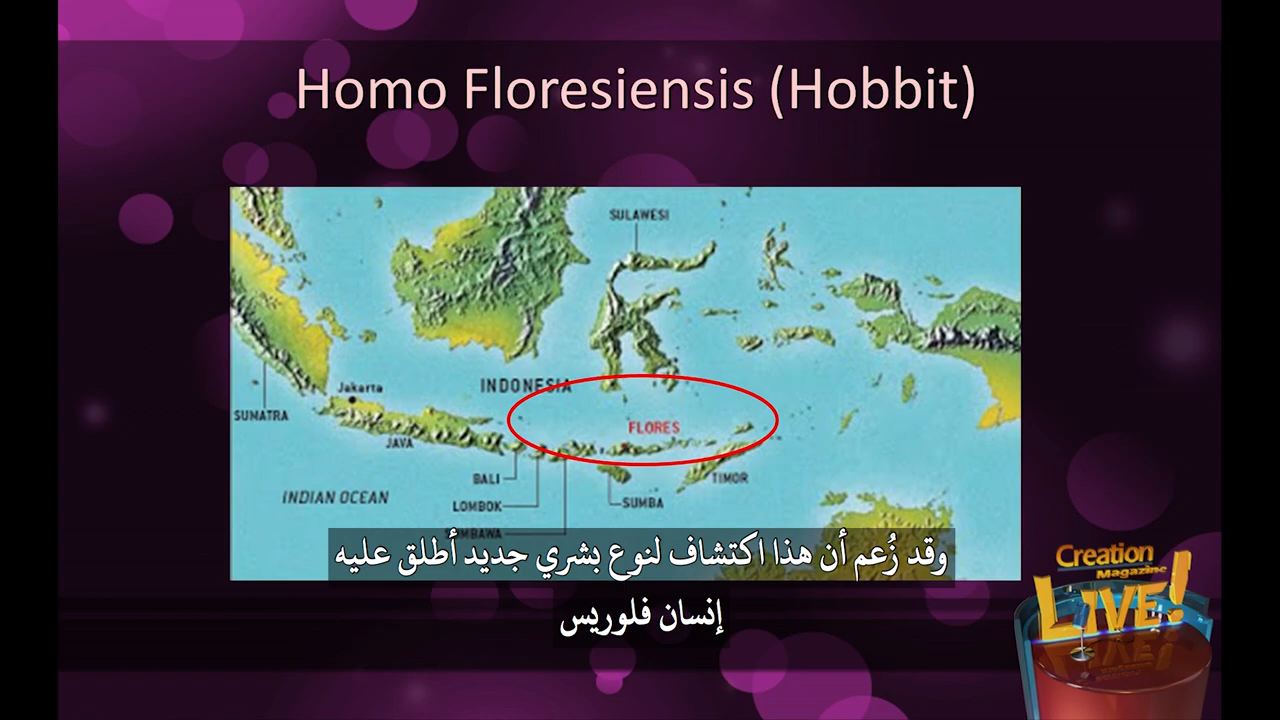 Homo Floresiensis (Hobbit)
SULAWESI
INDONESIA
Jakarta
SUMATRA
FLORES
JAVA
BALI
TIMOR
INDIAN OCEAN
LOMBOK
SUMBA
SUMBAWA
وقد زُعم أن هذا اكتشاف لنوع بشري جديد أطلق عليه
إنسان فلوريس
Creation
Magazine
LIVE!